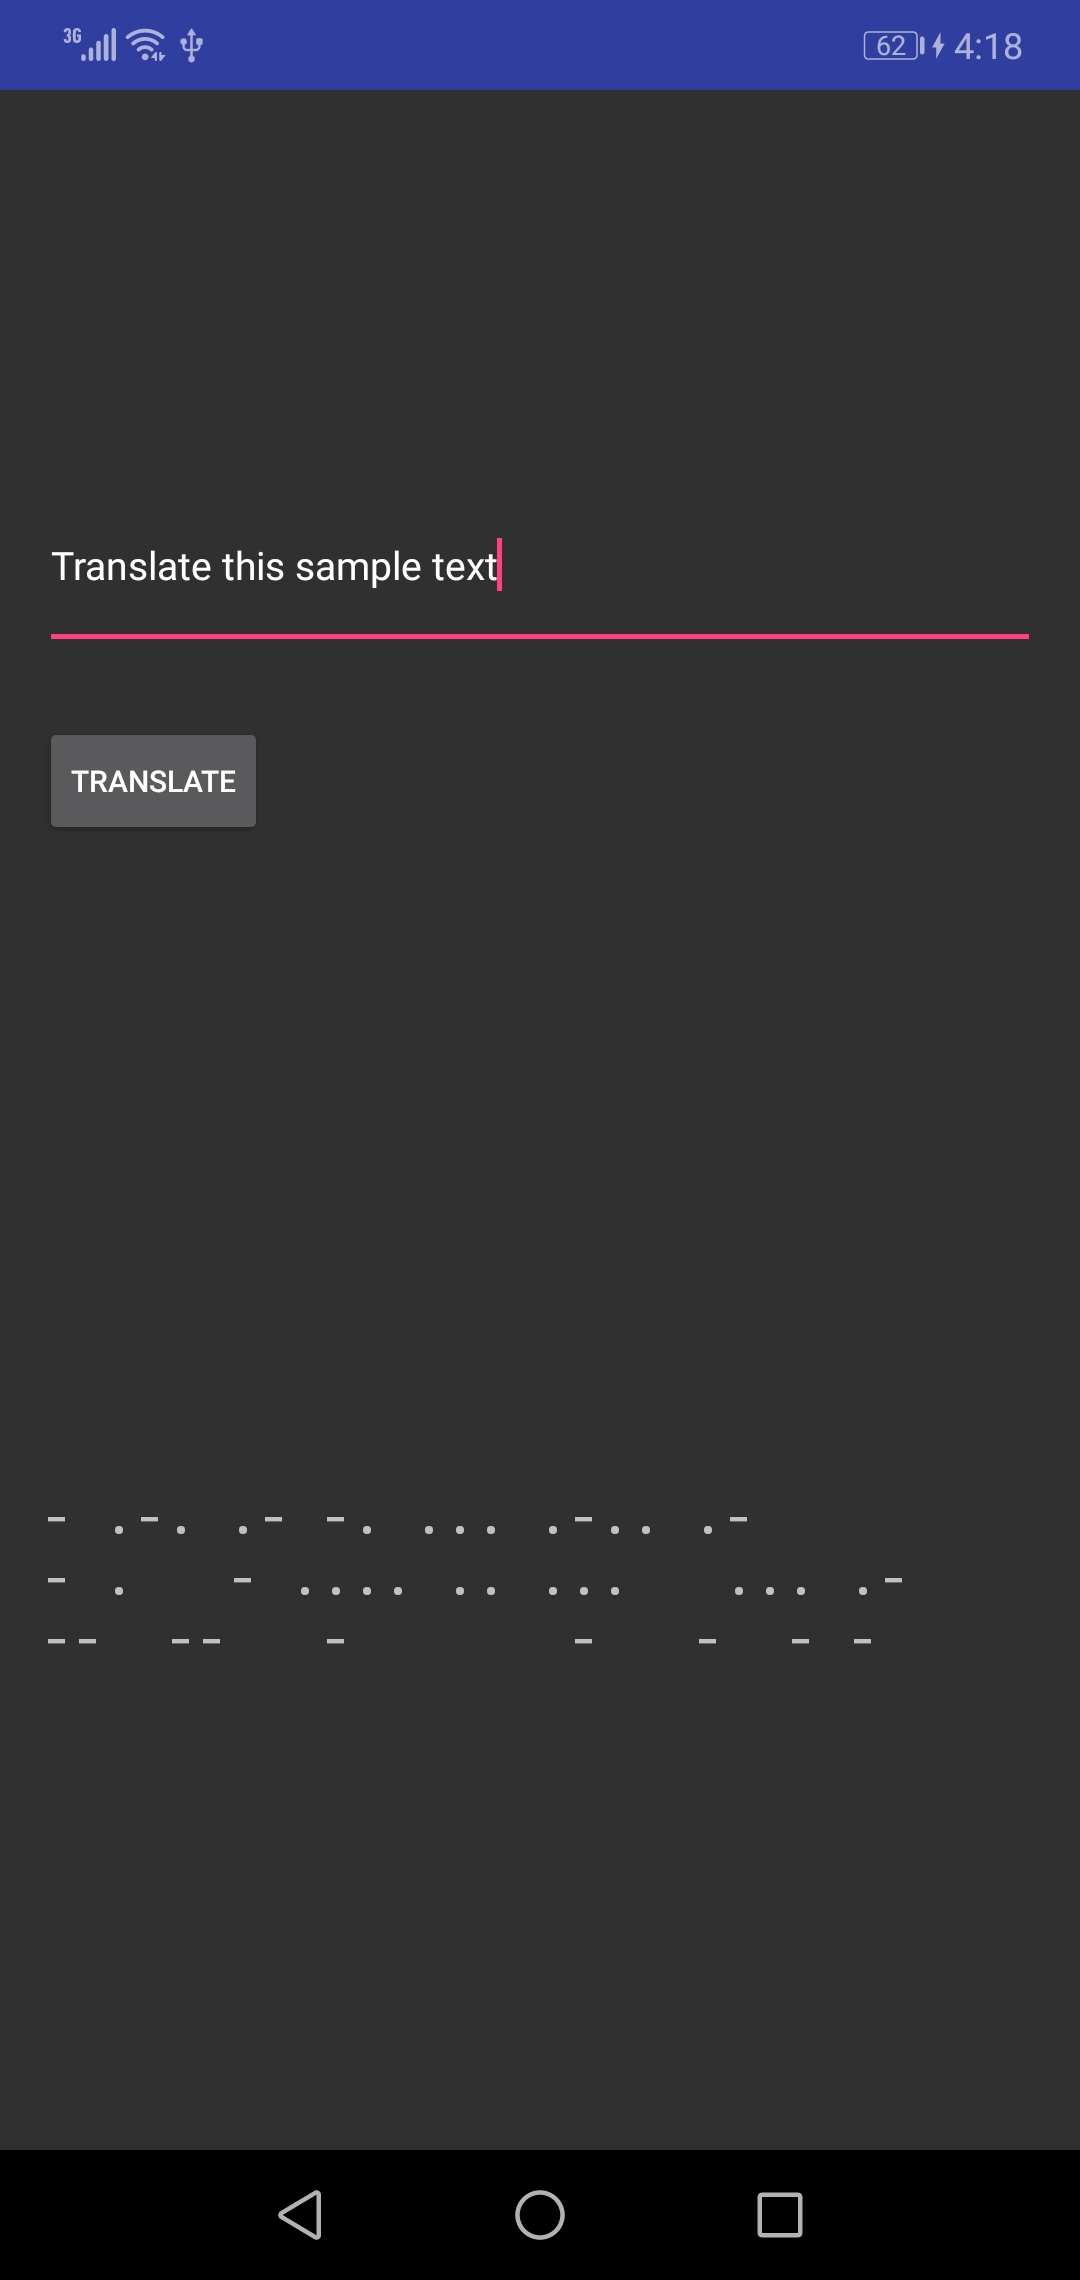 3G
62 4:18
Translate this sample text
TRANSLATE
- .-. .- -. ... .-.. .-
- .   - .... .. ...   ... .-
--  --   -       -   -  - -